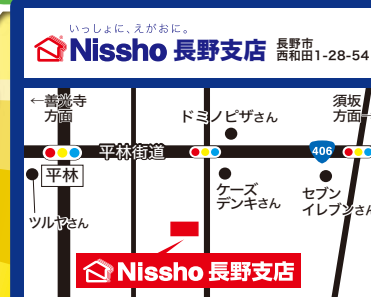 いっしょに、えがおに。
Nissho 長野支店
長野市
西和田1-28-54
←善光寺
方面
ドミノピザさん
須坂
方面→
平林街道
406
平林
ツルヤさん
ケーズ
デンキさん
セブン
イレブンさん
Nissho 長野支店